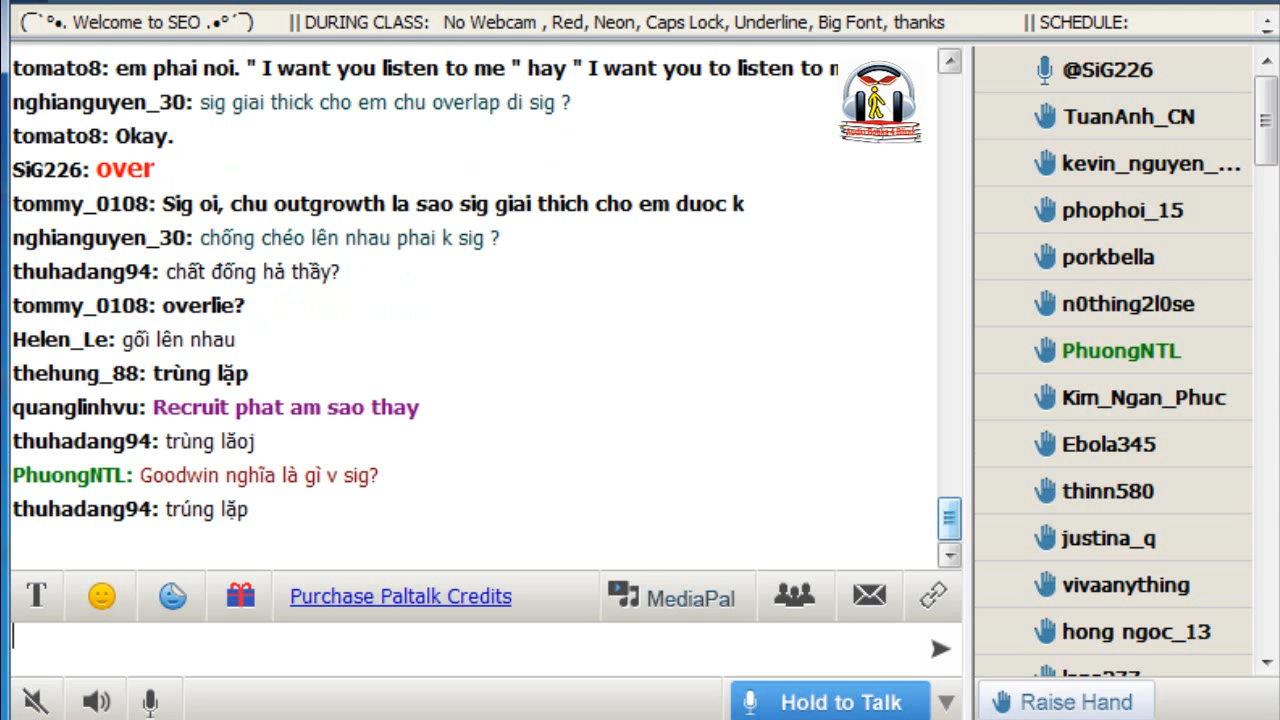 (¯`°•. Welcome to SEO .•°´¯) || DURING CLASS: No Webcam , Red, Neon, Caps Lock, Underline, Big Font, thanks || SCHEDULE:
tomato8: em phai noi. " I want you listen to me " hay " I want you to listen to
nghianguyen_30: sig giai thick cho em chu overlap di sig ?
tomato8: Okay.
SiG226: over
tommy_0108: Sig oi, chu outgrowth la sao sig giai thich cho em duoc k
nghianguyen_30: chống chéo lên nhau phai k sig ?
thuhadang94: chất đống hả thầy?
tommy_0108: overlie?
Helen_Le: gối lên nhau
thehung_88: trùng lặp
quanglinhvu: Recruit phat am sao thay
thuhadang94: trùng lăoj
PhuongNTL: Goodwin nghĩa là gì v sig?
thuhadang94: trúng lặp
T
Purchase Paltalk Credits
MediaPal
Hold to Talk
@SiG226
TuanAnh_CN
kevin_nguyen_...
phophoi_15
porkbella
n0thing2l0se
PhuongNTL
Kim_Ngan_Phuc
Ebola345
thinn580
justina_q
vivaanything
hong ngoc_13
Raise Hand